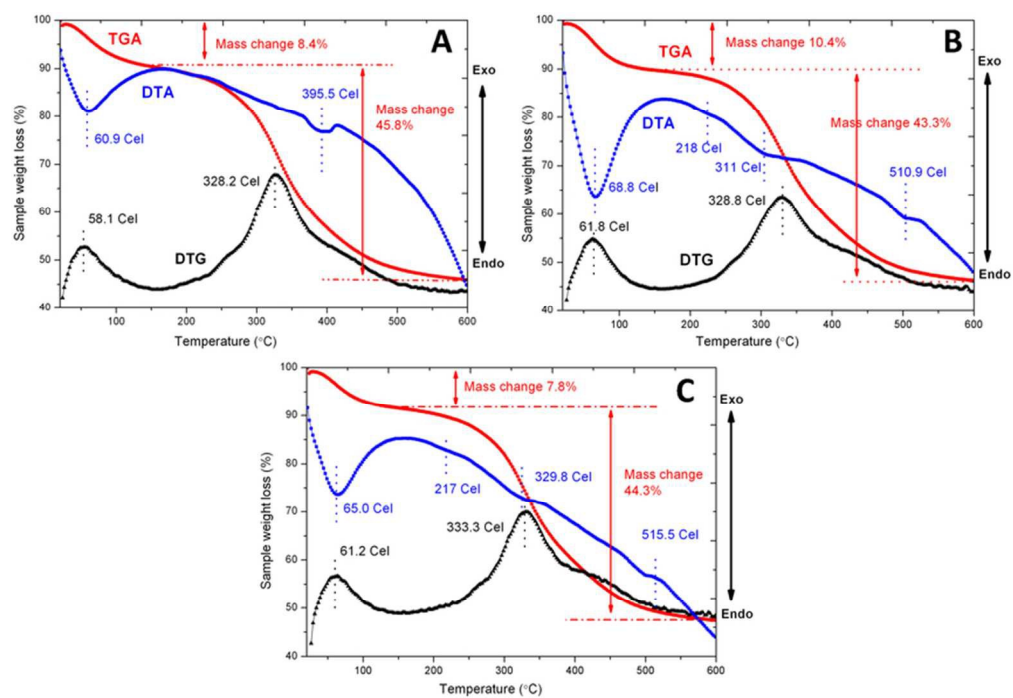 A
TGA
Mass change 8.4%
DTA
60.9 Cel
395.5 Cel
Mass change
45.8%
328.2 Cel
58.1 Cel
DTG
Exo
Endo
Sample weight loss (%)
100
90
80
70
60
50
40
100
200
300
400
500
600
Temperature (°C)
B
TGA
Mass change 10.4%
DTA
218 Cel
Mass change 43.3%
311 Cel
510.9 Cel
68.8 Cel
328.8 Cel
61.8 Cel
DTG
Exo
Endo
Sample weight loss (%)
100
90
80
70
60
50
40
100
200
300
400
500
600
Temperature (°C)
C
Mass change 7.8%
329.8 Cel
Mass change
44.3%
65.0 Cel
217 Cel
333.3 Cel
515.5 Cel
61.2 Cel
Exo
Endo
Sample weight loss (%)
100
90
80
70
60
50
40
100
200
300
400
500
600
Temperature (°C)